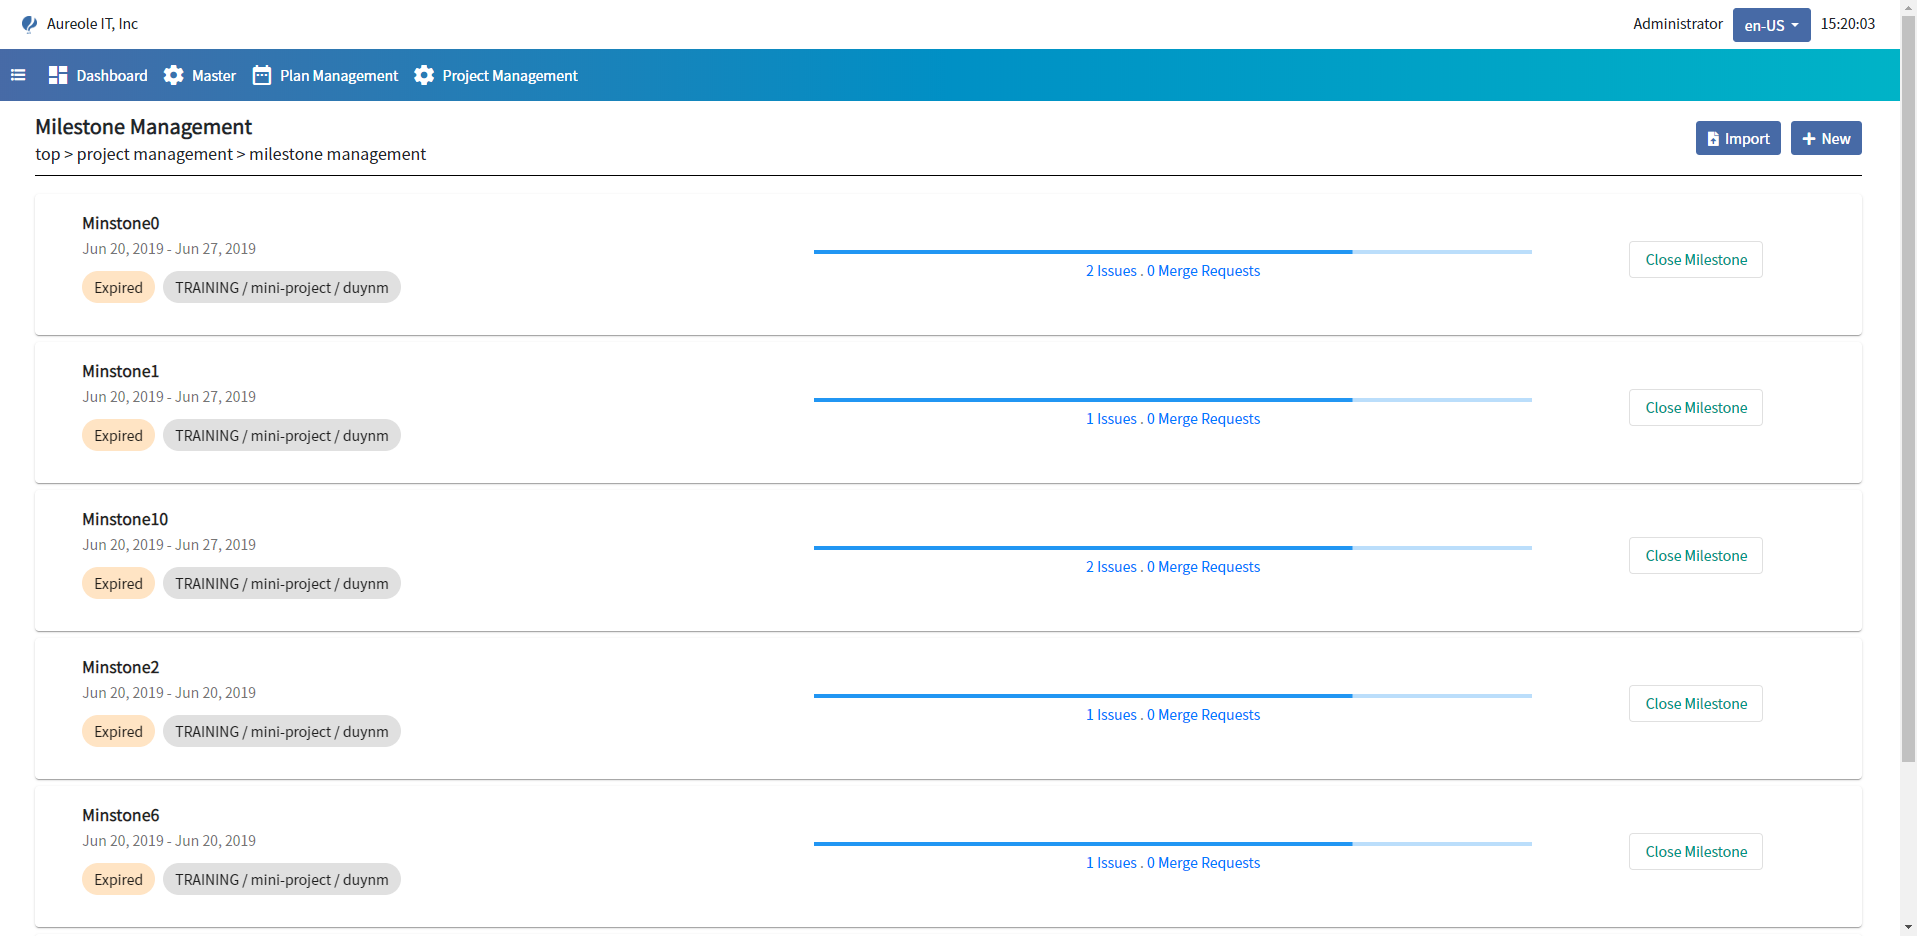 Aureole IT, Inc
Administrator en-US 15:20:03
Dashboard Master Plan Management Project Management
Milestone Management
top > project management > milestone management
Import New
Minstone0
Jun 20, 2019 - Jun 27, 2019
Expired TRAINING / mini-project / duynm
2 Issues . 0 Merge Requests
Close Milestone
Minstone1
Jun 20, 2019 - Jun 27, 2019
Expired TRAINING / mini-project / duynm
1 Issues . 0 Merge Requests
Close Milestone
Minstone10
Jun 20, 2019 - Jun 27, 2019
Expired TRAINING / mini-project / duynm
2 Issues . 0 Merge Requests
Close Milestone
Minstone2
Jun 20, 2019 - Jun 20, 2019
Expired TRAINING / mini-project / duynm
1 Issues . 0 Merge Requests
Close Milestone
Minstone6
Jun 20, 2019 - Jun 20, 2019
Expired TRAINING / mini-project / duynm
1 Issues . 0 Merge Requests
Close Milestone